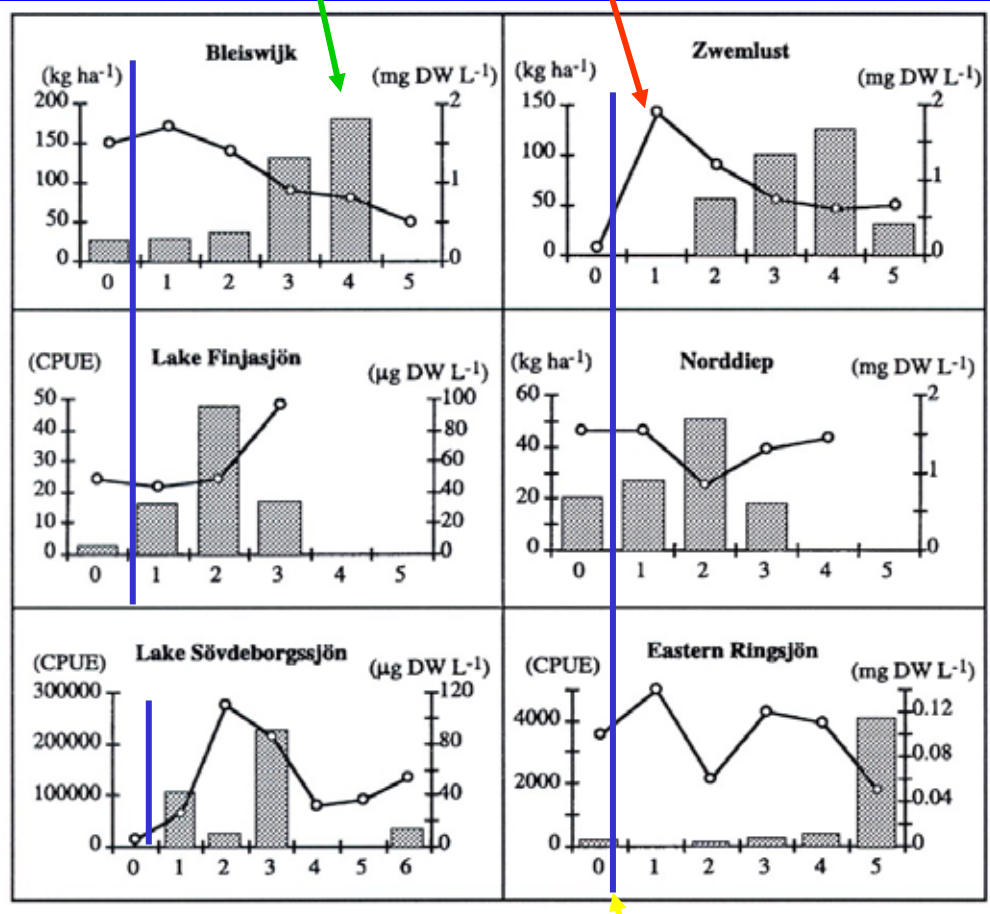 Bleiswijk
(kg ha-1) (mg DW L-1)
200 2
150
100 1
50
0 0
0 1 2 3 4 5
Zwemlust
(kg ha-1) (mg DW L-1)
150 2
100
1
50
0 0
0 1 2 3 4 5
Lake Finjasjön
(CPUE) (µg DW L-1)
50 100
40 80
30 60
20 40
10 20
0 0
0 1 2 3 4 5
Norddiep
(kg ha-1) (mg DW L-1)
60 2
40
1
20
0 0
0 1 2 3 4 5
Lake Sövdeborgssjön
(CPUE) (µg DW L-1)
300000 120
200000 80
100000 40
0 0
0 1 2 3 4 5 6
Eastern Ringsjön
(CPUE) (mg DW L-1)
4000 0.12
0.08
2000
0.04
0 0
0 1 2 3 4 5